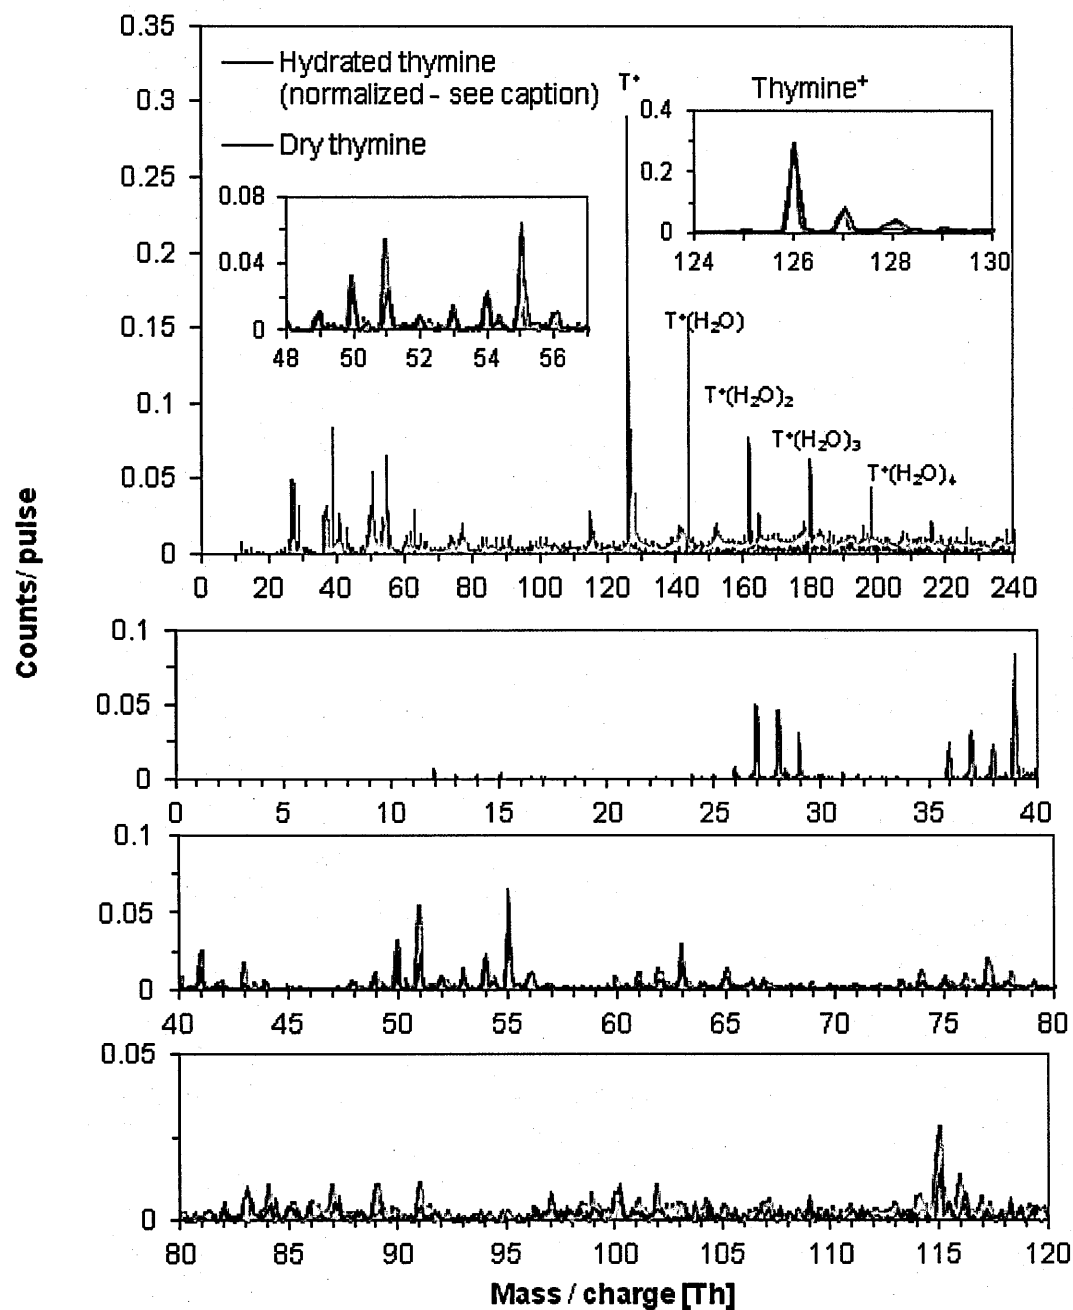 0.35
Hydrated thymine
(normalized - see caption)
Dry thymine
T⁺
Thymine⁺
0.4
0.2
0
124 126 128 130
0.08
0.04
0
48 50 52 54 56
0.3
0.25
0.2
0.15
0.1
0.05
0
T⁺(H₂O)
T⁺(H₂O)₂
T⁺(H₂O)₃
T⁺(H₂O)₄
0 20 40 60 80 100 120 140 160 180 200 220 240
Counts/ pulse
0.1
0.05
0
0 5 10 15 20 25 30 35 40
0.1
0.05
0
40 45 50 55 60 65 70 75 80
0.05
0
80 85 90 95 100 105 110 115 120
Mass / charge [Th]